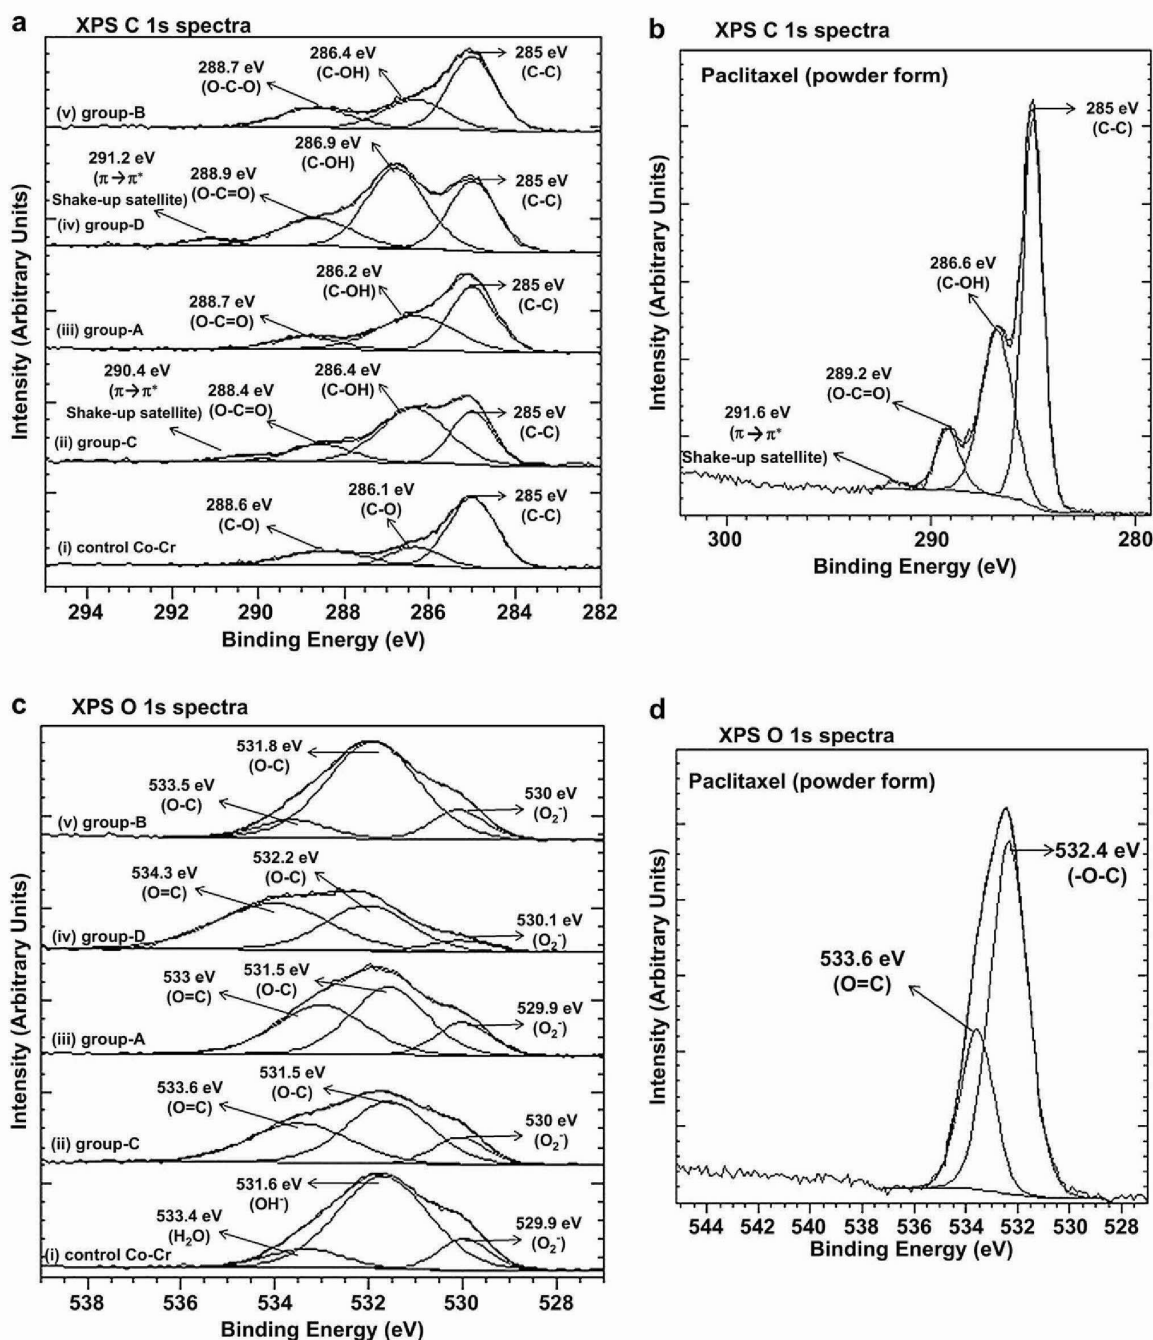 a
XPS C 1s spectra
288.7 eV
(O-C-O)
286.4 eV
(C-OH)
285 eV
(C-C)
(v) group-B
291.2 eV
(π→π*
Shake-up satellite)
288.9 eV
(O-C=O)
286.9 eV
(C-OH)
285 eV
(C-C)
(iv) group-D
288.7 eV
(O-C=O)
286.2 eV
(C-OH)
285 eV
(C-C)
(iii) group-A
290.4 eV
(π→π*
Shake-up satellite)
288.4 eV
(O-C=O)
286.4 eV
(C-OH)
285 eV
(C-C)
(ii) group-C
288.6 eV
(C-O)
286.1 eV
(C-O)
285 eV
(C-C)
(i) control Co-Cr
Intensity (Arbitrary Units)
294 292 290 288 286 284 282
Binding Energy (eV)
b
XPS C 1s spectra
Paclitaxel (powder form)
285 eV
(C-C)
286.6 eV
(C-OH)
289.2 eV
(O-C=O)
291.6 eV
(π→π*
Shake-up satellite)
Intensity (Arbitrary Units)
300 290 280
Binding Energy (eV)
c
XPS O 1s spectra
531.8 eV
(O-C)
533.5 eV
(O-C)
530 eV
(O₂⁻)
(v) group-B
534.3 eV
(O=C)
532.2 eV
(O-C)
530.1 eV
(O₂⁻)
(iv) group-D
533 eV
(O=C)
531.5 eV
(O-C)
529.9 eV
(O₂⁻)
(iii) group-A
533.6 eV
(O=C)
531.5 eV
(O-C)
530 eV
(O₂⁻)
(ii) group-C
531.6 eV
(OH⁻)
533.4 eV
(H₂O)
529.9 eV
(O₂⁻)
(i) control Co-Cr
Intensity (Arbitrary Units)
538 536 534 532 530 528
Binding Energy (eV)
d
XPS O 1s spectra
Paclitaxel (powder form)
532.4 eV
(-O-C)
533.6 eV
(O=C)
Intensity (Arbitrary Units)
544 542 540 538 536 534 532 530 528
Binding Energy (eV)